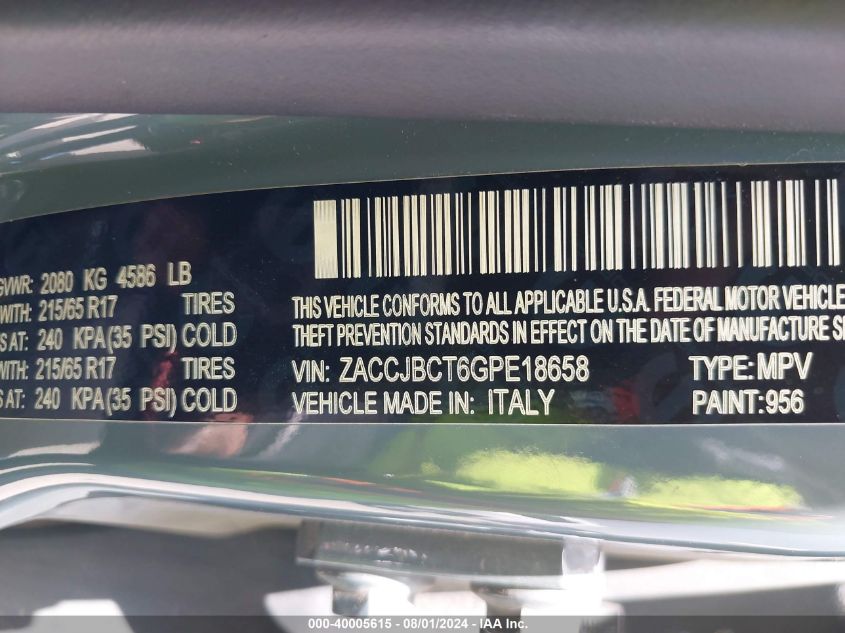 GVWR: 2080 KG 4586 LB
WITH: 215/65 R17 TIRES
S AT: 240 KPA(35 PSI) COLD
WITH: 215/65 R17 TIRES
S AT: 240 KPA(35 PSI) COLD
THIS VEHICLE CONFORMS TO ALL APPLICABLE U.S.A. FEDERAL MOTOR VEHICLE
THEFT PREVENTION STANDARDS IN EFFECT ON THE DATE OF MANUFACTURE S
VIN: ZACCJBCT6GPE18658 TYPE: MPV
VEHICLE MADE IN: ITALY PAINT:956
000-40005615 - 08/01/2024 - IAA Inc.